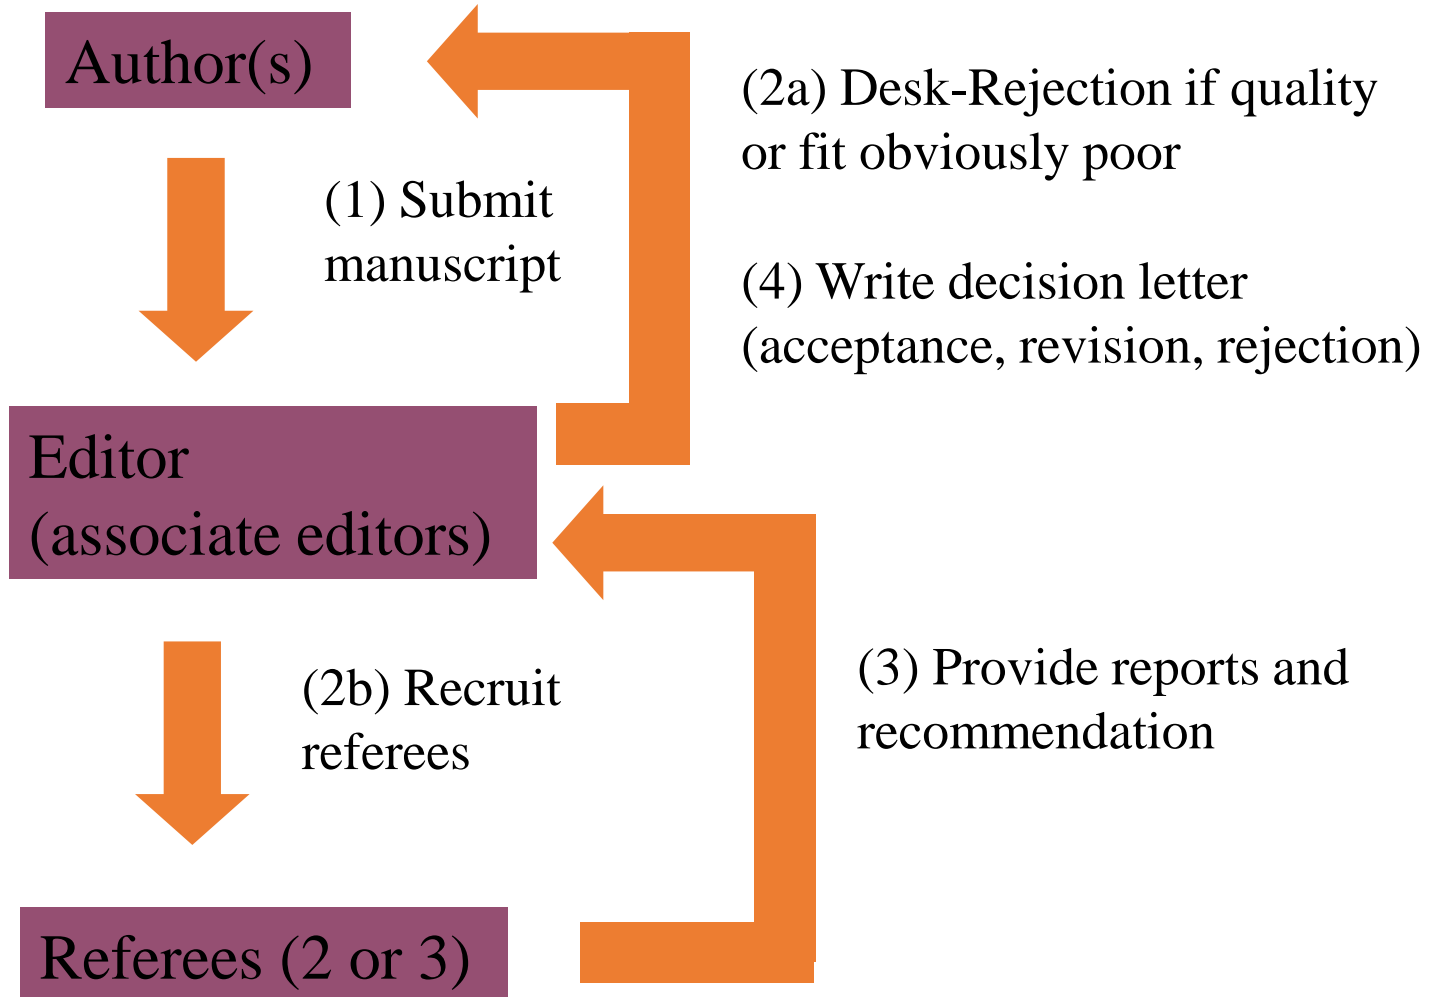 Author(s)
(1) Submit
manuscript
(2a) Desk-Rejection if quality
or fit obviously poor
(4) Write decision letter
(acceptance, revision, rejection)
Editor
(associate editors)
(2b) Recruit
referees
(3) Provide reports and
recommendation
Referees (2 or 3)